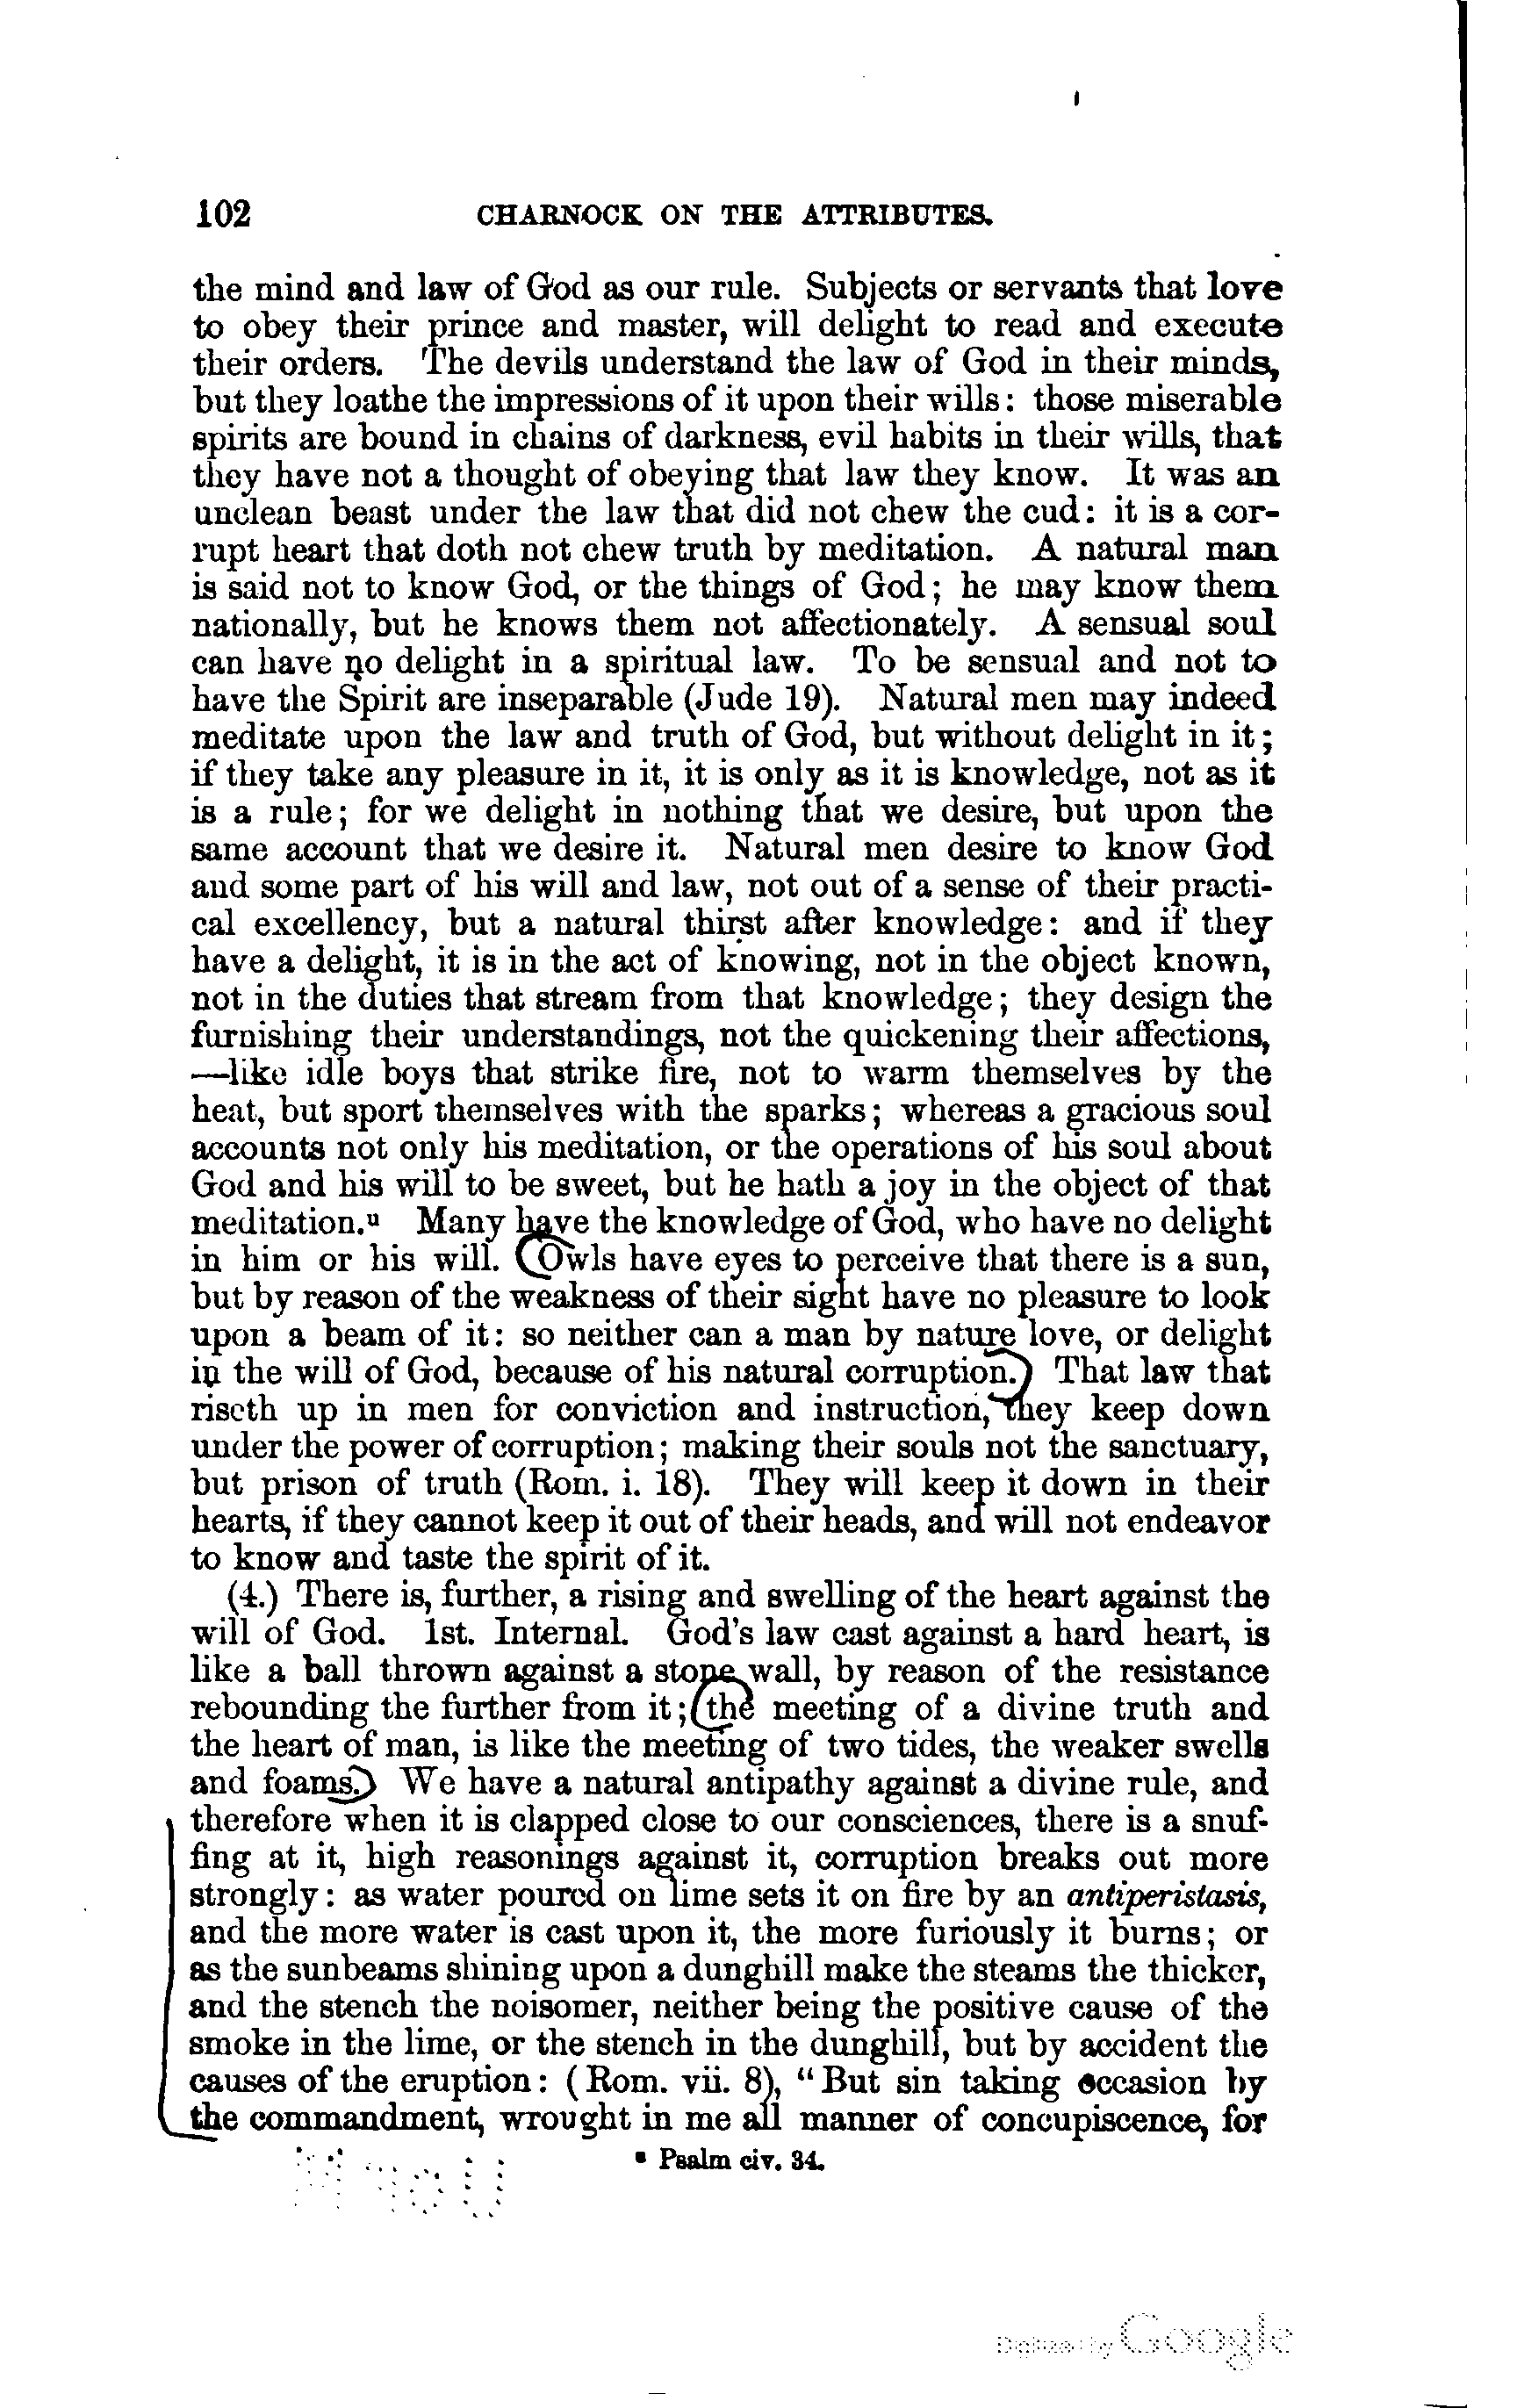 102 CHARNOCK ON THE ATTRIBUTES.
the mind and law of God as our rule. Subjects or servants that love
to obey their prince and master, will delight to read and execute
their orders. The devils understand the law of God in their minds,
but they loathe the impressions of it upon their wills: those miserable
spirits are bound in chains of darkness, evil habits in their wills, that
they have not a thought of obeying that law they know. It was an
unclean beast under the law that did not chew the cud: it is a cor-
rupt heart that doth not chew truth by meditation. A natural man
is said not to know God, or the things of God; he may know them
nationally, but he knows them not affectionately. A sensual soul
can have no delight in a spiritual law. To be sensual and not to
have the Spirit are inseparable (Jude 19). Natural men may indeed
meditate upon the law and truth of God, but without delight in it;
if they take any pleasure in it, it is only as it is knowledge, not as it
is a rule; for we delight in nothing that we desire, but upon the
same account that we desire it. Natural men desire to know God
and some part of his will and law, not out of a sense of their practi-
cal excellency, but a natural thirst after knowledge: and if they
have a delight, it is in the act of knowing, not in the object known,
not in the duties that stream from that knowledge; they design the
furnishing their understandings, not the quickening their affections,
—like idle boys that strike fire, not to warm themselves by the
heat, but sport themselves with the sparks; whereas a gracious soul
accounts not only his meditation, or the operations of his soul about
God and his will to be sweet, but he hath a joy in the object of that
meditation.ᵘ Many have the knowledge of God, who have no delight
in him or his will. Owls have eyes to perceive that there is a sun,
but by reason of the weakness of their sight have no pleasure to look
upon a beam of it: so neither can a man by nature love, or delight
in the will of God, because of his natural corruption. That law that
riseth up in men for conviction and instruction, they keep down
under the power of corruption; making their souls not the sanctuary,
but prison of truth (Rom. i. 18). They will keep it down in their
hearts, if they cannot keep it out of their heads, and will not endeavor
to know and taste the spirit of it.
(4.) There is, further, a rising and swelling of the heart against the
will of God. 1st. Internal. God's law cast against a hard heart, is
like a ball thrown against a stone wall, by reason of the resistance
rebounding the further from it; the meeting of a divine truth and
the heart of man, is like the meeting of two tides, the weaker swells
and foams. We have a natural antipathy against a divine rule, and
therefore when it is clapped close to our consciences, there is a snuf-
fing at it, high reasonings against it, corruption breaks out more
strongly: as water poured on lime sets it on fire by an antiperistasis,
and the more water is cast upon it, the more furiously it burns; or
as the sunbeams shining upon a dunghill make the steams the thicker,
and the stench the noisomer, neither being the positive cause of the
smoke in the lime, or the stench in the dunghill, but by accident the
causes of the eruption: (Rom. vii. 8), "But sin taking occasion by
the commandment, wrought in me all manner of concupiscence, for
ᵘ Psalm civ. 34.
Digitized by Google